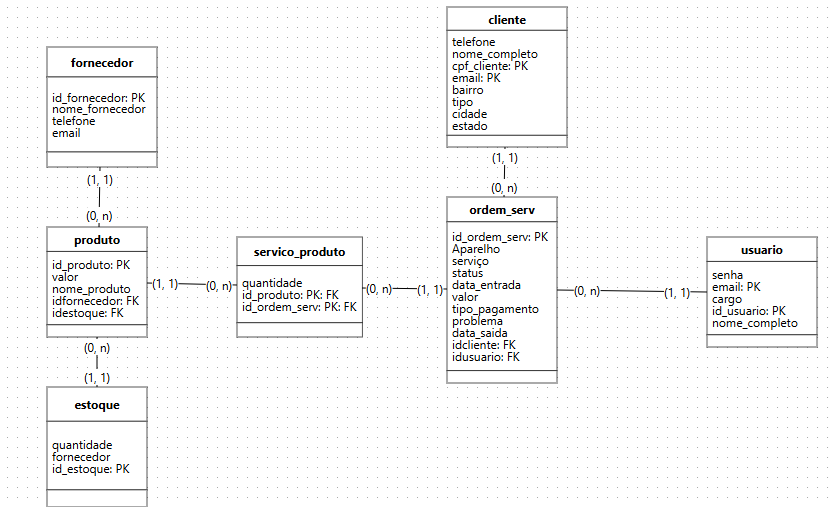 cliente
telefone
nome_completo
cpf_cliente: PK
email: PK
bairro
tipo
cidade
estado
fornecedor
id_fornecedor: PK
nome_fornecedor
telefone
email
(1, 1)
(0, n)
(1, 1)
(0, n)
produto
id_produto: PK
valor
nome_produto
idfornecedor: FK
idestoque: FK
(1, 1)
(0, n)
servico_produto
quantidade
id_produto: PK: FK
id_ordem_serv: PK: FK
(0, n)
(1, 1)
ordem_serv
id_ordem_serv: PK
Aparelho
serviço
status
data_entrada
valor
tipo_pagamento
problema
data_saida
idcliente: FK
idusuario: FK
(0, n)
(1, 1)
usuario
senha
email: PK
cargo
id_usuario: PK
nome_completo
(0, n)
(1, 1)
estoque
quantidade
fornecedor
id_estoque: PK